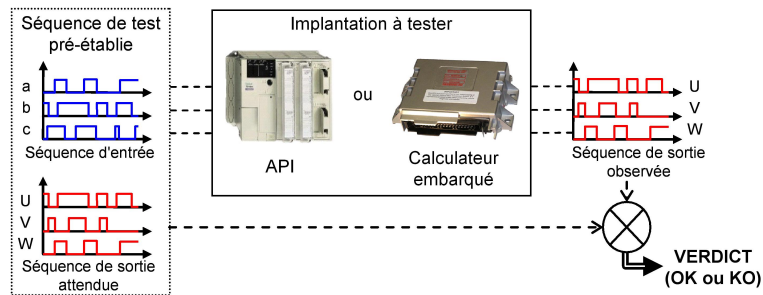 Séquence de test
pré-établie
a
b
c
Séquence d'entrée
U
V
W
Séquence de sortie
attendue
Implantation à tester
ou
API
Calculateur
embarqué
U
V
W
Séquence de sortie
observée
VERDICT
(OK ou KO)